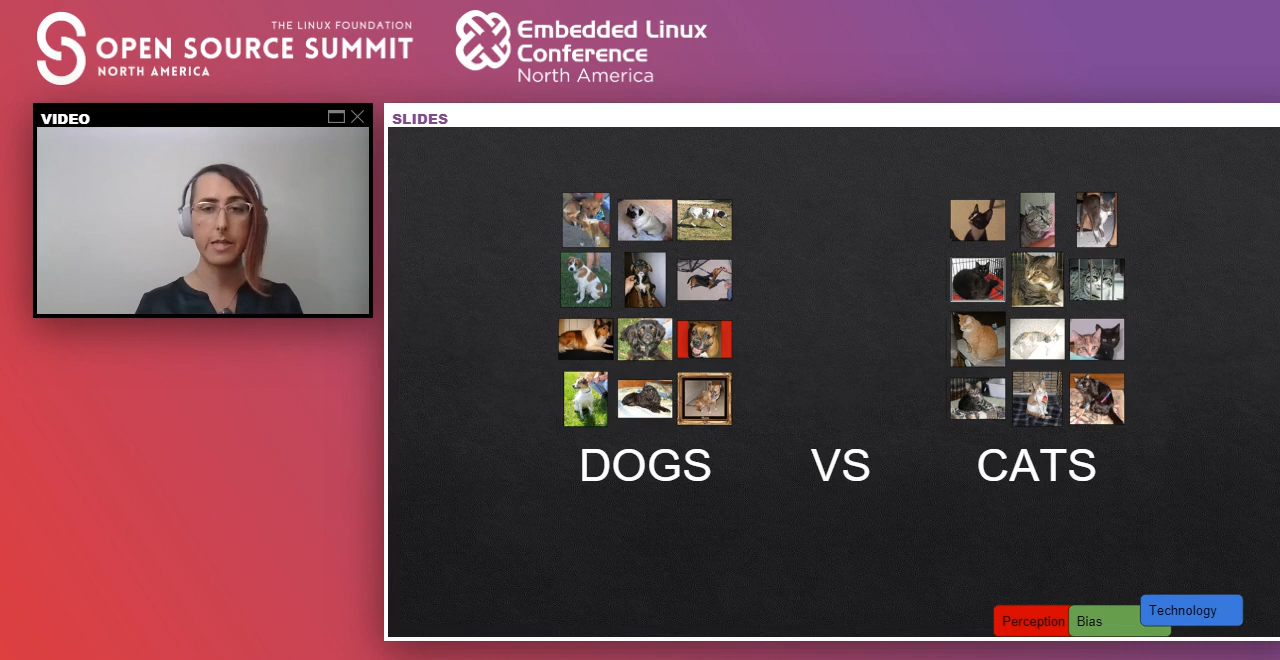 THE LINUX FOUNDATION
OPEN SOURCE SUMMIT
NORTH AMERICA
Embedded Linux
Conference
North America
VIDEO
SLIDES
DOGS VS CATS
Perception
Bias
Technology